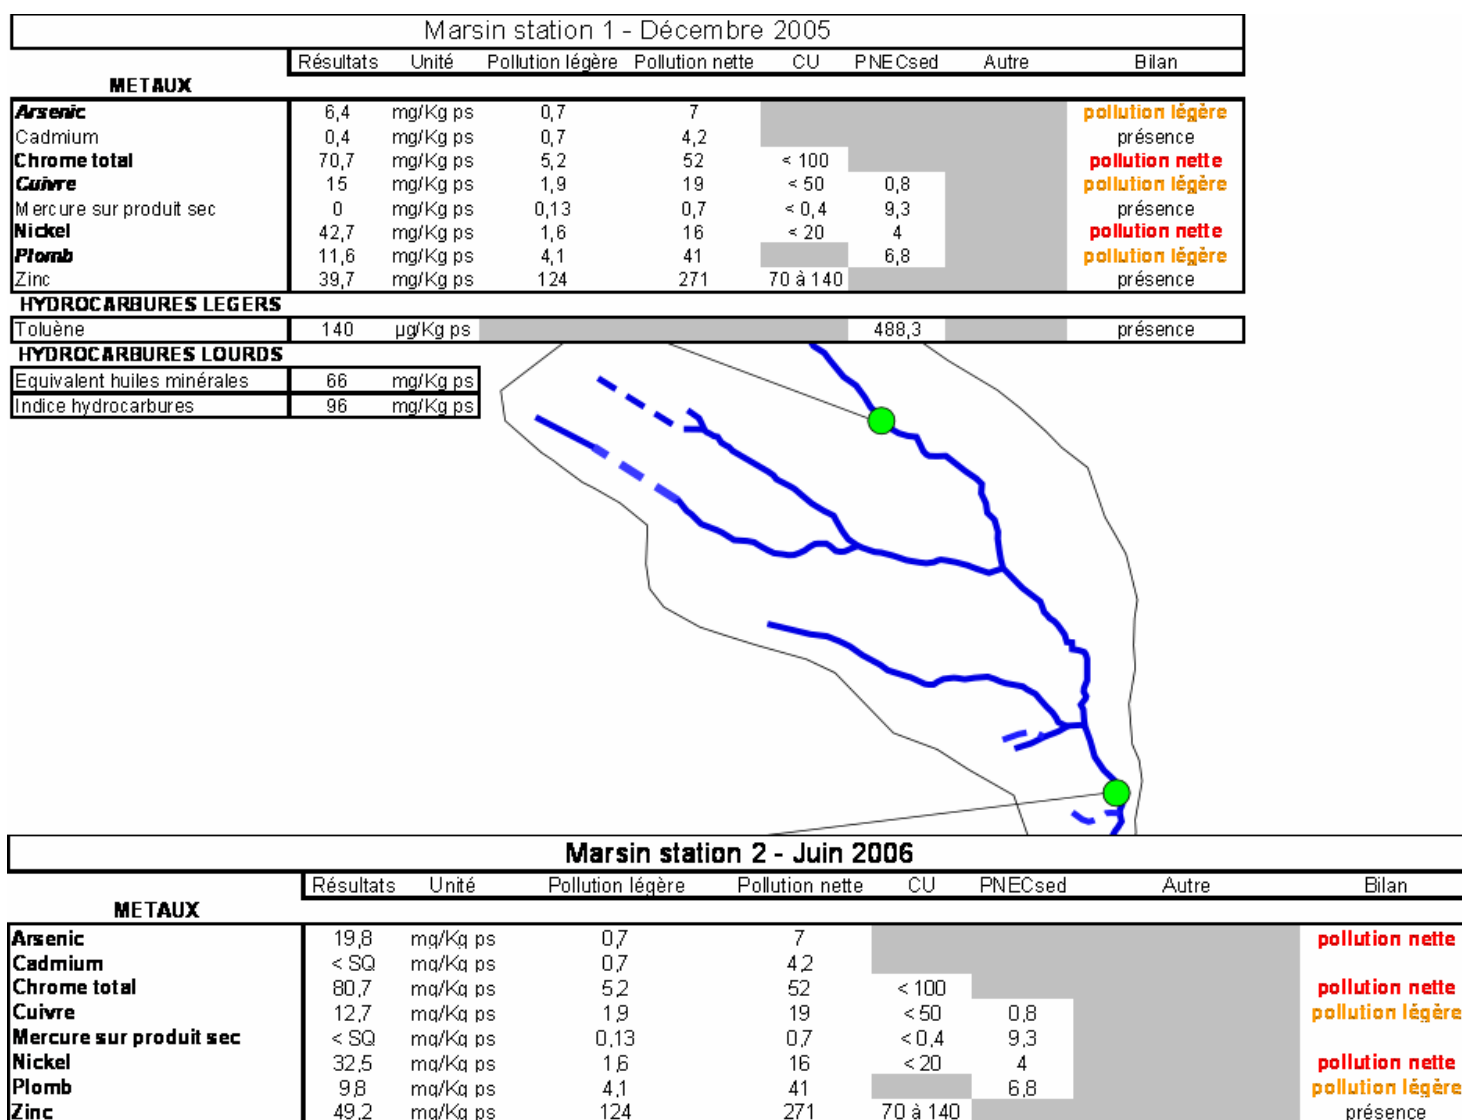 Marsin station 1 - Décembre 2005
Résultats Unité Pollution légère Pollution nette CU PNECsed Autre Bilan
METAUX
Arsenic 6,4 mg/Kg ps 0,7 7 pollution légère
Cadmium 0,4 mg/Kg ps 0,7 4,2 présence
Chrome total 70,7 mg/Kg ps 5,2 52 < 100 pollution nette
Cuivre 15 mg/Kg ps 1,9 19 < 50 0,8 pollution légère
Mercure sur produit sec 0 mg/Kg ps 0,13 0,7 < 0,4 9,3 présence
Nickel 42,7 mg/Kg ps 1,6 16 < 20 4 pollution nette
Plomb 11,6 mg/Kg ps 4,1 41 6,8 pollution légère
Zinc 39,7 mg/Kg ps 124 271 70 à 140 présence
HYDROCARBURES LEGERS
Toluène 140 µg/Kg ps 488,3 présence
HYDROCARBURES LOURDS
Equivalent huiles minérales 66 mg/Kg ps
Indice hydrocarbures 96 mg/Kg ps
Marsin station 2 - Juin 2006
Résultats Unité Pollution légère Pollution nette CU PNECsed Autre Bilan
METAUX
Arsenic 19,8 mg/Kg ps 0,7 7 pollution nette
Cadmium < SQ mg/Kg ps 0,7 4,2
Chrome total 80,7 mg/Kg ps 5,2 52 < 100 pollution nette
Cuivre 12,7 mg/Kg ps 1,9 19 < 50 0,8 pollution légère
Mercure sur produit sec < SQ mg/Kg ps 0,13 0,7 < 0,4 9,3
Nickel 32,5 mg/Kg ps 1,6 16 < 20 4 pollution nette
Plomb 9,8 mg/Kg ps 4,1 41 6,8 pollution légère
Zinc 49,2 mg/Kg ps 124 271 70 à 140 présence